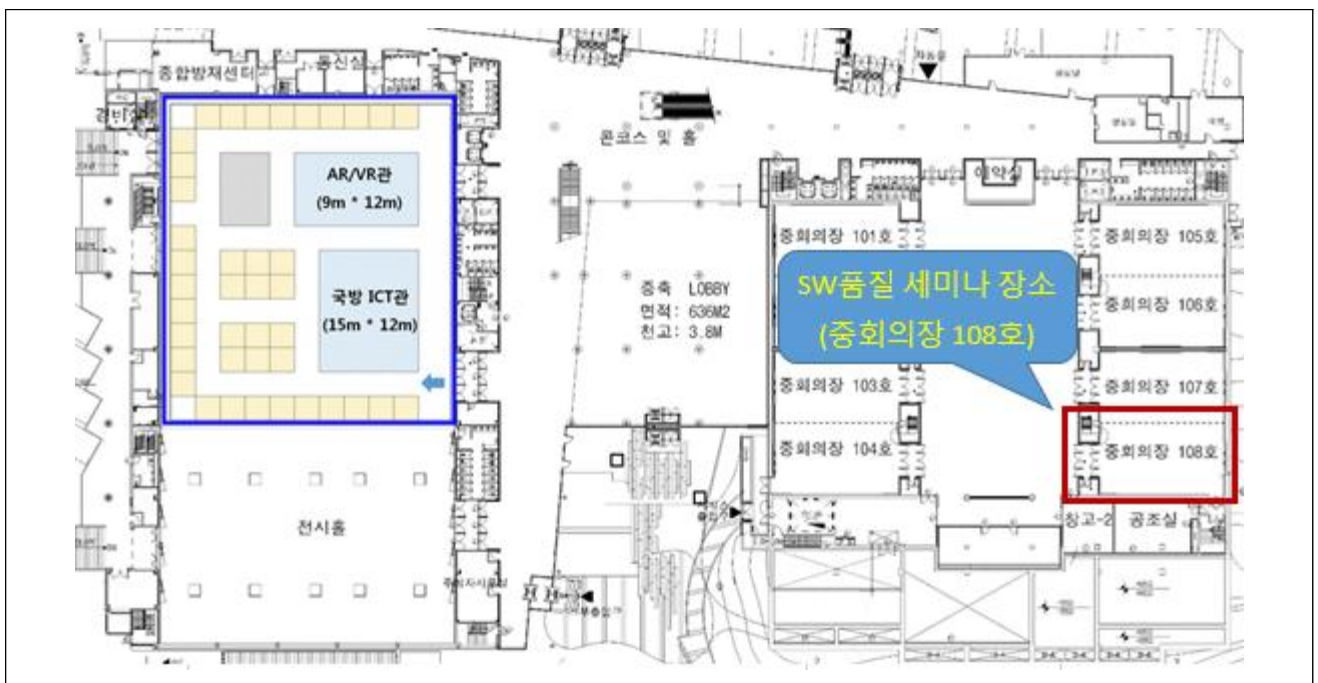 종합방재센터
통신실
경비실
AR/VR관
(9m * 12m)
국방 ICT관
(15m * 12m)
전시홀
콘코스 및 홀
증축 LOBBY
면적: 636M2
천고: 3.8M
중회의장 101호
중회의장 103호
중회의장 104호
SW품질 세미나 장소
(중회의장 108호)
중회의장 105호
중회의장 106호
중회의장 107호
중회의장 108호
창고-2
공조실